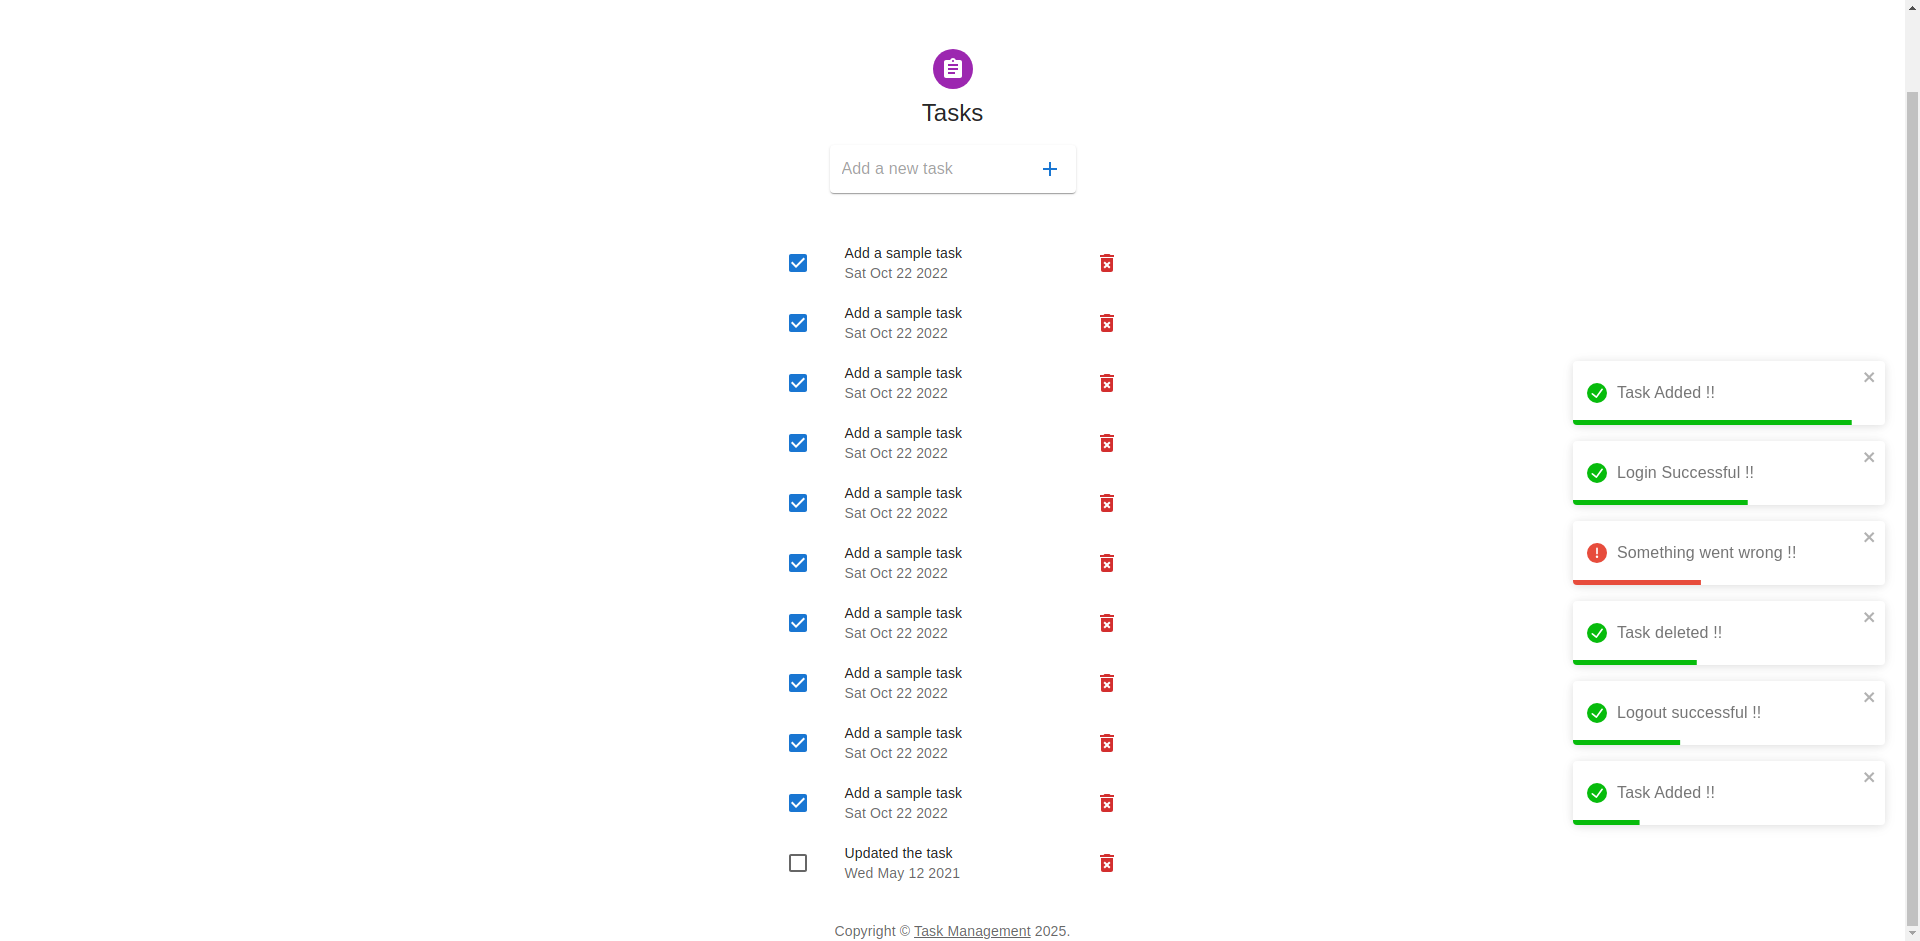 Tasks
Add a new task
Add a sample task
Sat Oct 22 2022
Add a sample task
Sat Oct 22 2022
Add a sample task
Sat Oct 22 2022
Add a sample task
Sat Oct 22 2022
Add a sample task
Sat Oct 22 2022
Add a sample task
Sat Oct 22 2022
Add a sample task
Sat Oct 22 2022
Add a sample task
Sat Oct 22 2022
Add a sample task
Sat Oct 22 2022
Add a sample task
Sat Oct 22 2022
Updated the task
Wed May 12 2021
Copyright © Task Management 2025.
Task Added !!
Login Successful !!
Something went wrong !!
Task deleted !!
Logout successful !!
Task Added !!